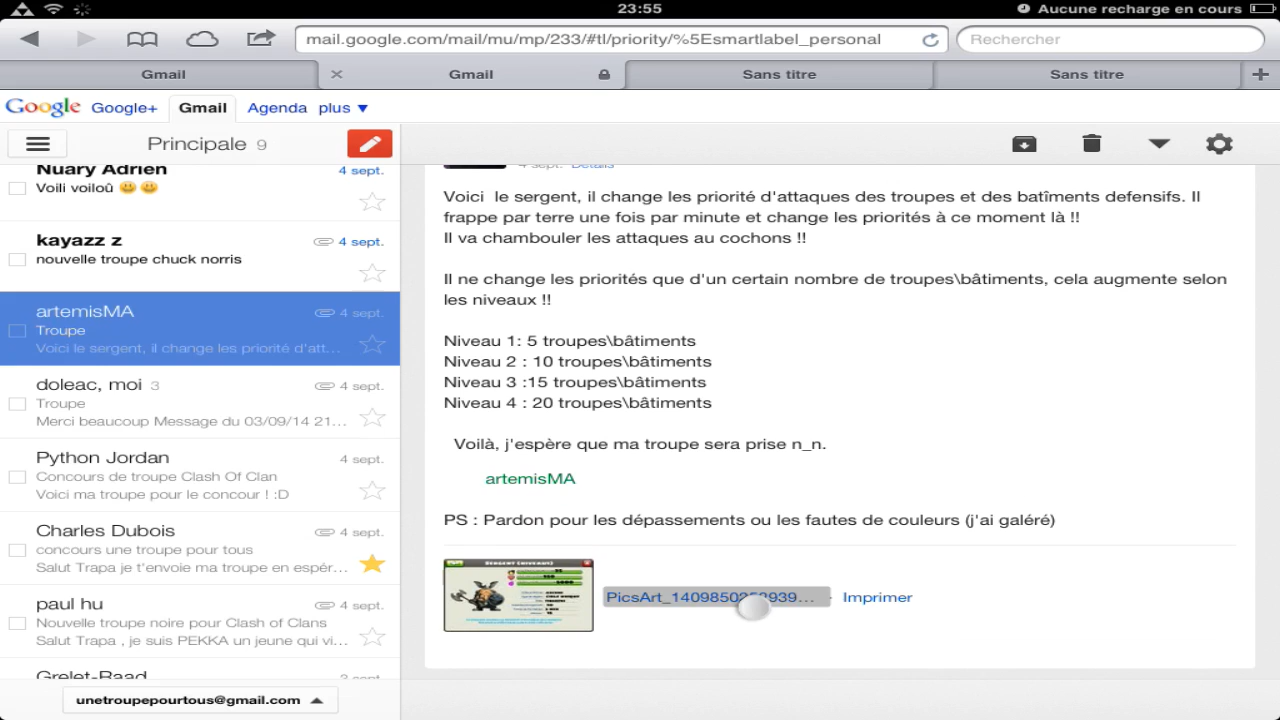 23:55
Aucune recharge en cours
mail.google.com/mail/mu/mp/233/#tl/priority/%5Esmartlabel_personal
Rechercher
Gmail
Gmail
Sans titre
Sans titre
Google Google+ Gmail Agenda plus
Principale 9
Nuary Adrien 4 sept.
Voili voiloû
kayazz z 4 sept.
nouvelle troupe chuck norris
artemisMA 4 sept.
Troupe
Voici le sergent, il change les priorité d'att...
doleac, moi 3 4 sept.
Troupe
Merci beaucoup Message du 03/09/14 21...
Python Jordan 4 sept.
Concours de troupe Clash Of Clan
Voici ma troupe pour le concour ! :D
Charles Dubois 4 sept.
concours une troupe pour tous
Salut Trapa je t'envoie ma troupe en espér...
paul hu 4 sept.
Nouvelle troupe noire pour Clash of Clans
Salut Trapa , je suis PEKKA un jeune qui vi...
Grelet-Raad 3 sept.
unetroupepourtous@gmail.com
4 sept. Détails
Voici le sergent, il change les priorité d'attaques des troupes et des batîments defensifs. Il
frappe par terre une fois par minute et change les priorités à ce moment là !!
Il va chambouler les attaques au cochons !!
Il ne change les priorités que d'un certain nombre de troupes\bâtiments, cela augmente selon
les niveaux !!
Niveau 1: 5 troupes\bâtiments
Niveau 2 : 10 troupes\bâtiments
Niveau 3 :15 troupes\bâtiments
Niveau 4 : 20 troupes\bâtiments
Voilà, j'espère que ma troupe sera prise n_n.
artemisMA
PS : Pardon pour les dépassements ou les fautes de couleurs (j'ai galéré)
Sergent (niveau1)
Imprimer